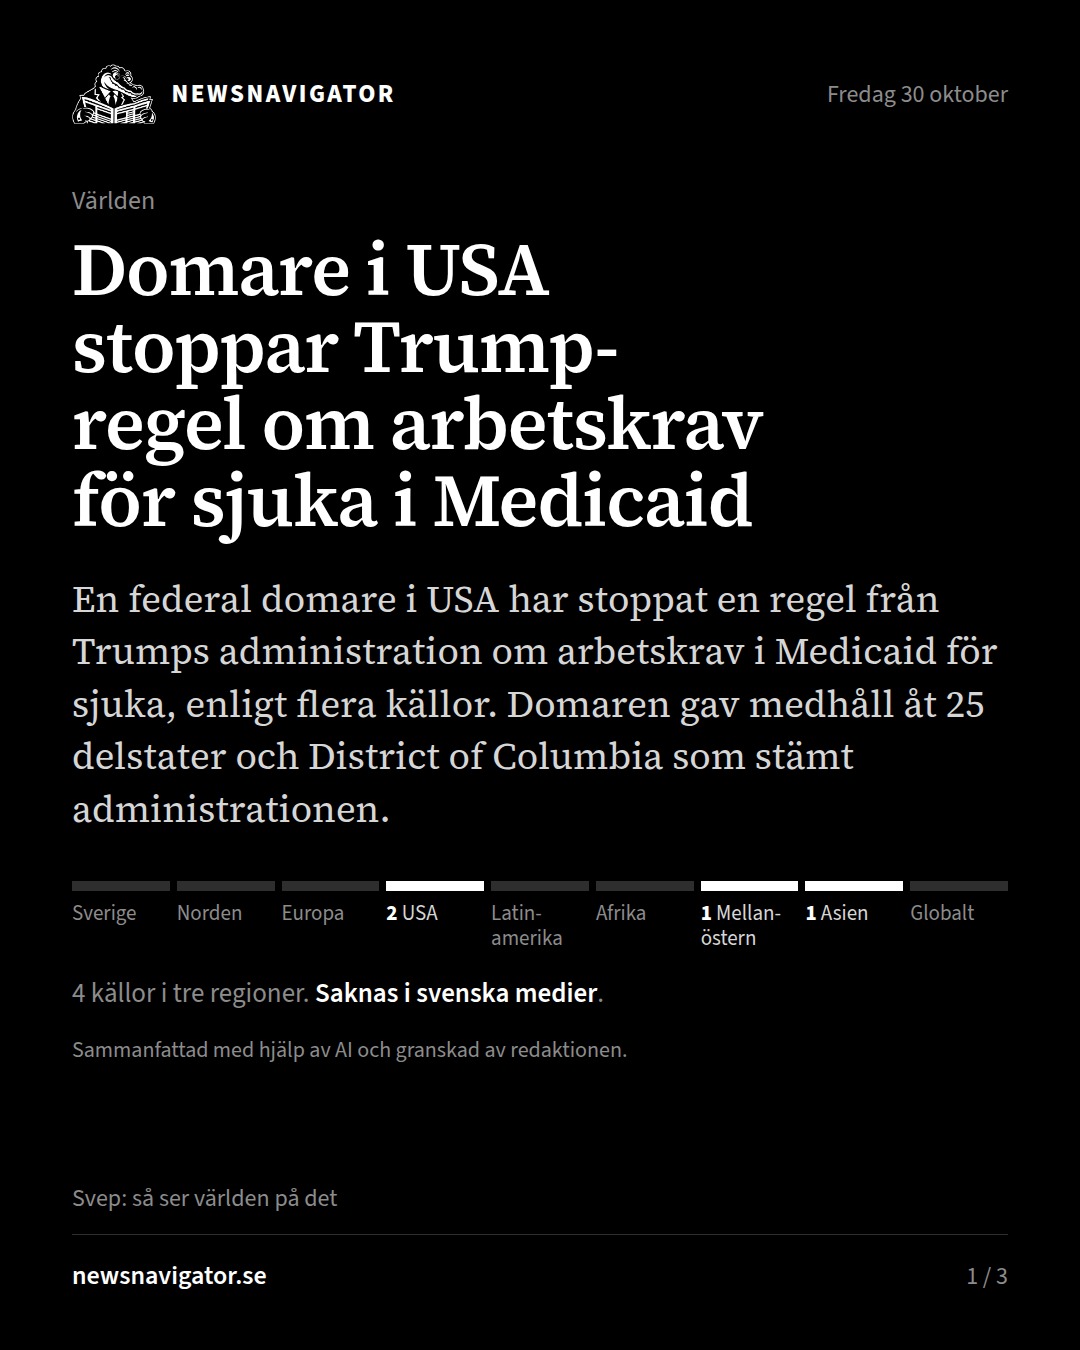 NEWSNAVIGATOR
Fredag 30 oktober
Världen
Domare i USA
stoppar Trump-
regel om arbetskrav
för sjuka i Medicaid
En federal domare i USA har stoppat en regel från
Trumps administration om arbetskrav i Medicaid för
sjuka, enligt flera källor. Domaren gav medhåll åt 25
delstater och District of Columbia som stämt
administrationen.
Sverige
Norden
Europa
2 USA
Latin-
amerika
Afrika
1 Mellan-
östern
1 Asien
Globalt
4 källor i tre regioner. Saknas i svenska medier.
Sammanfattad med hjälp av AI och granskad av redaktionen.
Svep: så ser världen på det
newsnavigator.se
1 / 3